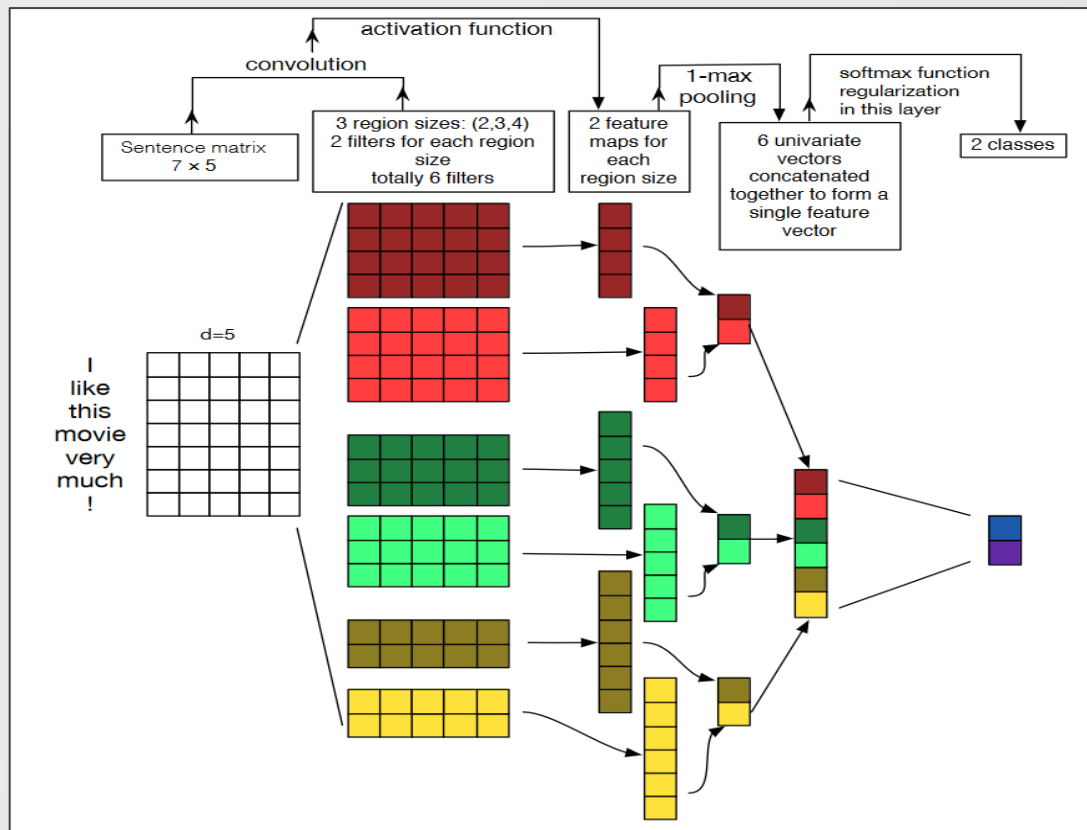 activation function
convolution
1-max
pooling
softmax function
regularization
in this layer
Sentence matrix
7 × 5
3 region sizes: (2,3,4)
2 filters for each region
size
totally 6 filters
2 feature
maps for
each
region size
6 univariate
vectors
concatenated
together to form a
single feature
vector
2 classes
d=5
I
like
this
movie
very
much
!